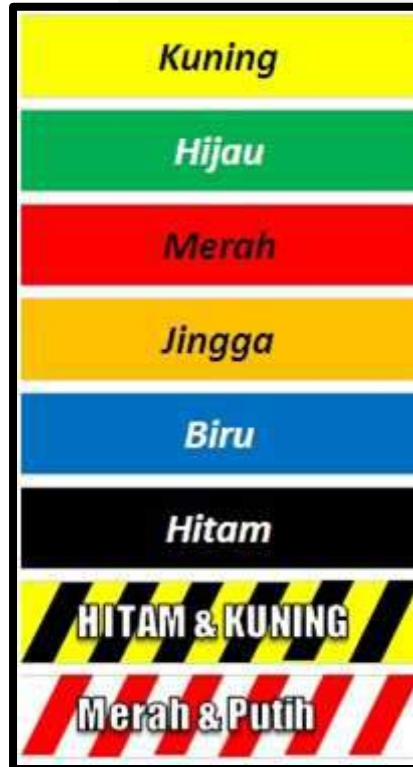 Kuning
Hijau
Merah
Jingga
Biru
Hitam
HITAM & KUNING
Merah & Putih